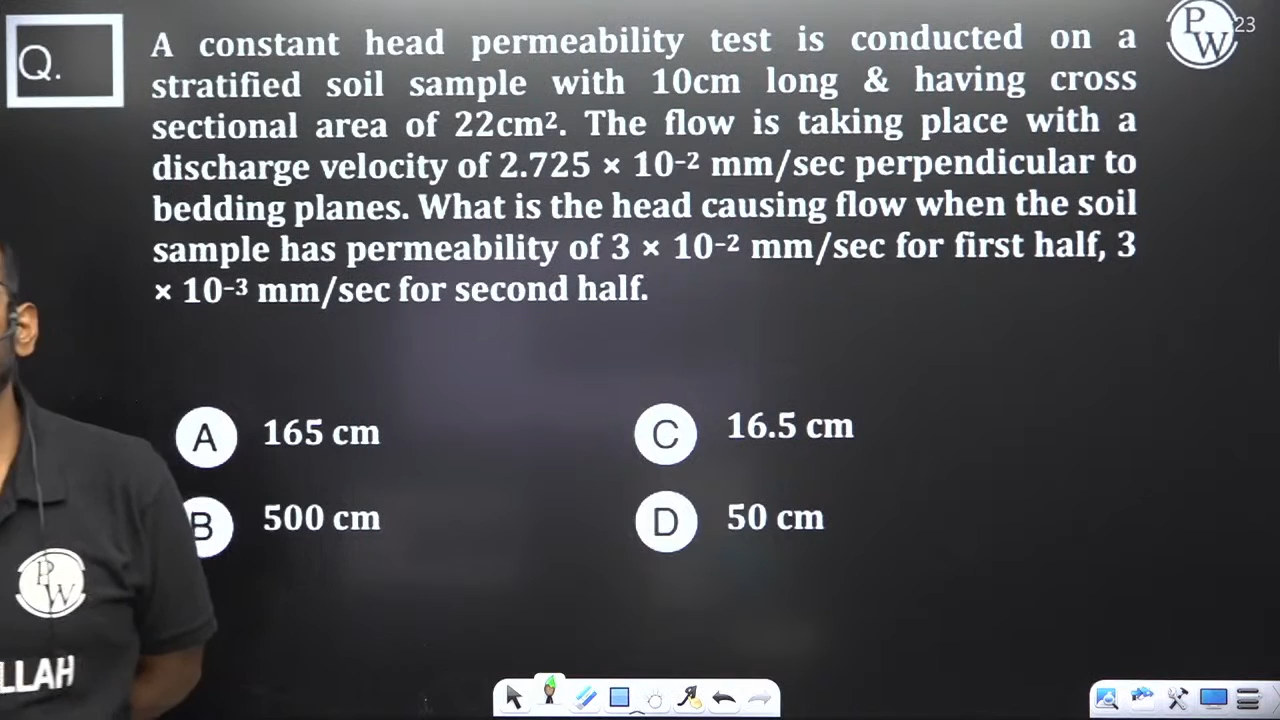 Q.
A constant head permeability test is conducted on a
stratified soil sample with 10cm long & having cross
sectional area of 22cm². The flow is taking place with a
discharge velocity of 2.725 × 10⁻² mm/sec perpendicular to
bedding planes. What is the head causing flow when the soil
sample has permeability of 3 × 10⁻² mm/sec for first half, 3
× 10⁻³ mm/sec for second half.
A 165 cm
C 16.5 cm
B 500 cm
D 50 cm
PW
23
PW
LLAH